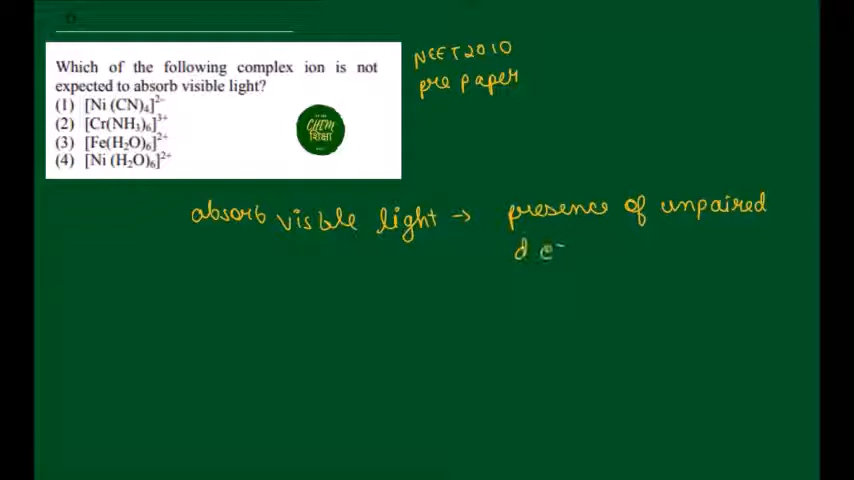 Which of the following complex ion is not
expected to absorb visible light?
(1) [Ni (CN)₄]²⁻
(2) [Cr(NH₃)₆]³⁺
(3) [Fe(H₂O)₆]²⁺
(4) [Ni (H₂O)₆]²⁺
CHEM
शिक्षा
NEET 2010
pre paper
absorb visible light → presence of unpaired
d e⁻